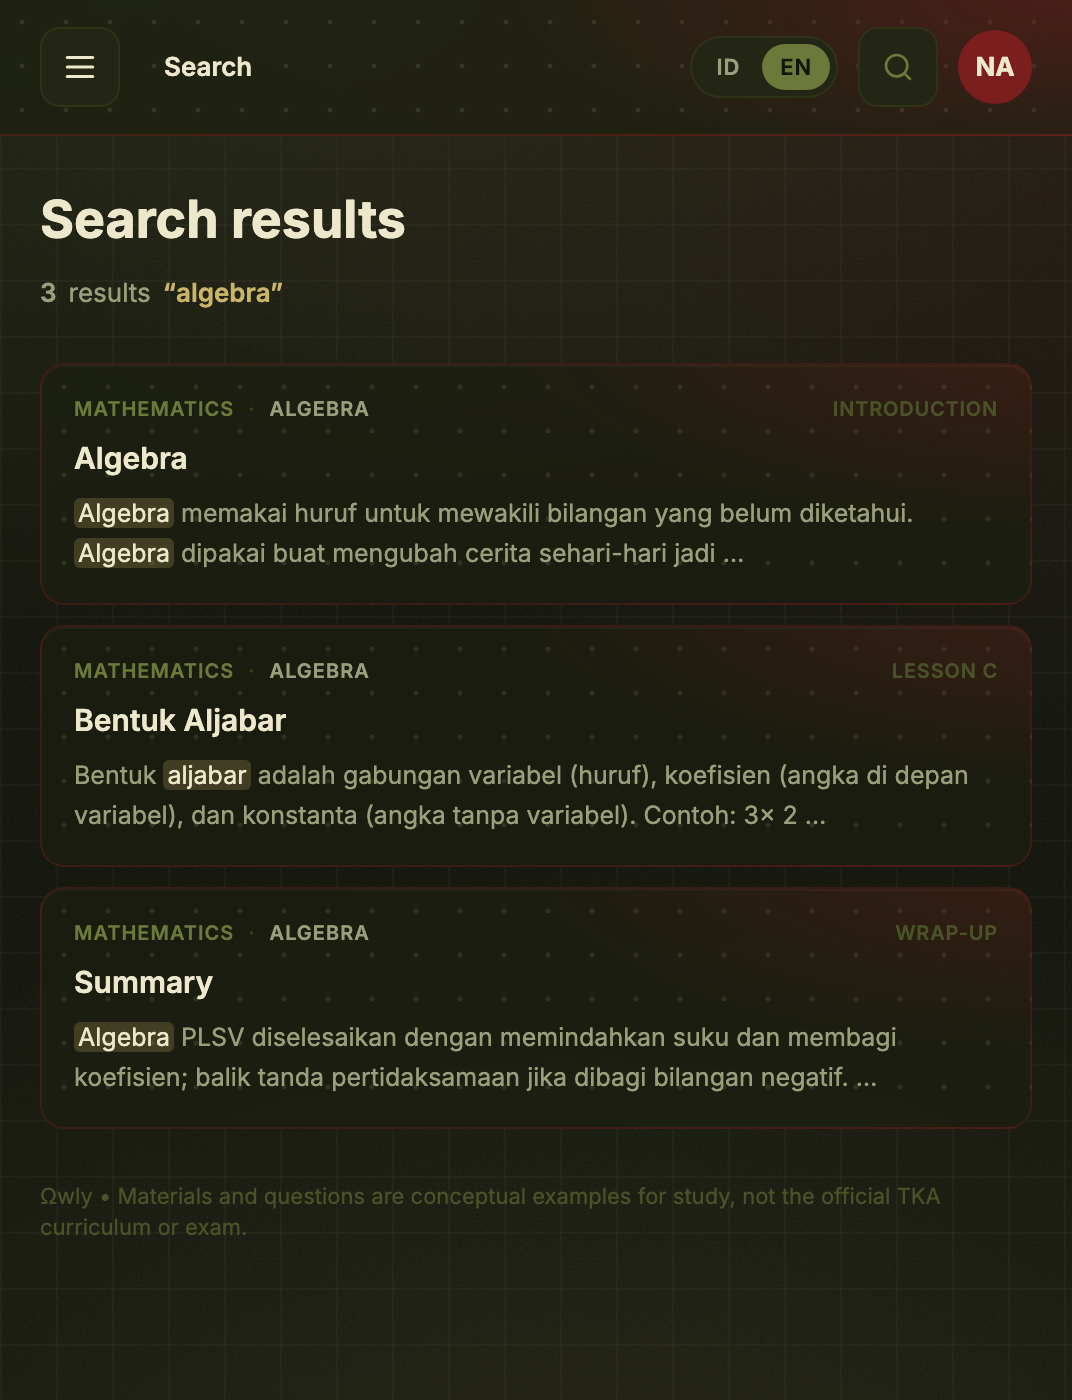 Search
ID EN
NA
Search results
3 results “algebra”
MATHEMATICS · ALGEBRA
INTRODUCTION
Algebra
Algebra memakai huruf untuk mewakili bilangan yang belum diketahui.
Algebra dipakai buat mengubah cerita sehari-hari jadi ...
MATHEMATICS · ALGEBRA
LESSON C
Bentuk Aljabar
Bentuk aljabar adalah gabungan variabel (huruf), koefisien (angka di depan
variabel), dan konstanta (angka tanpa variabel). Contoh: 3× 2 ...
MATHEMATICS · ALGEBRA
WRAP-UP
Summary
Algebra PLSV diselesaikan dengan memindahkan suku dan membagi
koefisien; balik tanda pertidaksamaan jika dibagi bilangan negatif. ...
Ωwly • Materials and questions are conceptual examples for study, not the official TKA
curriculum or exam.